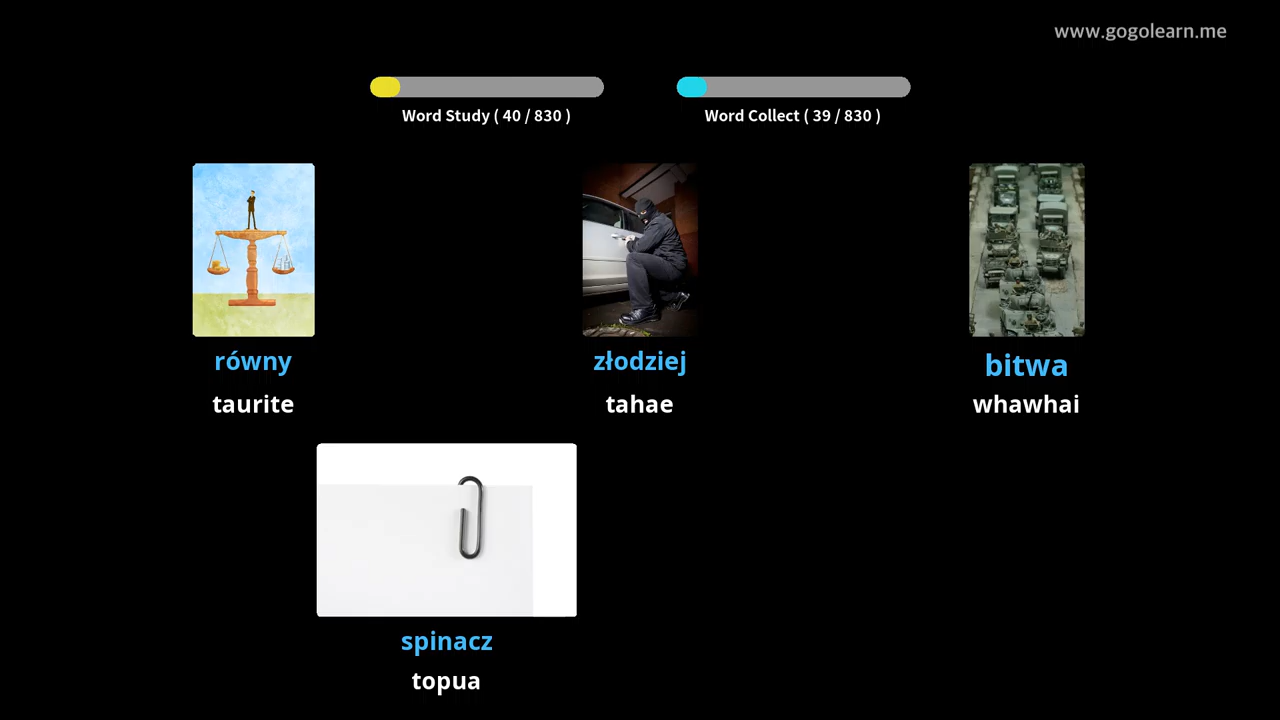 www.gogolearn.me
Word Study ( 40 / 830 )
Word Collect ( 39 / 830 )
równy
taurite
złodziej
tahae
bitwa
whawhai
spinacz
topua